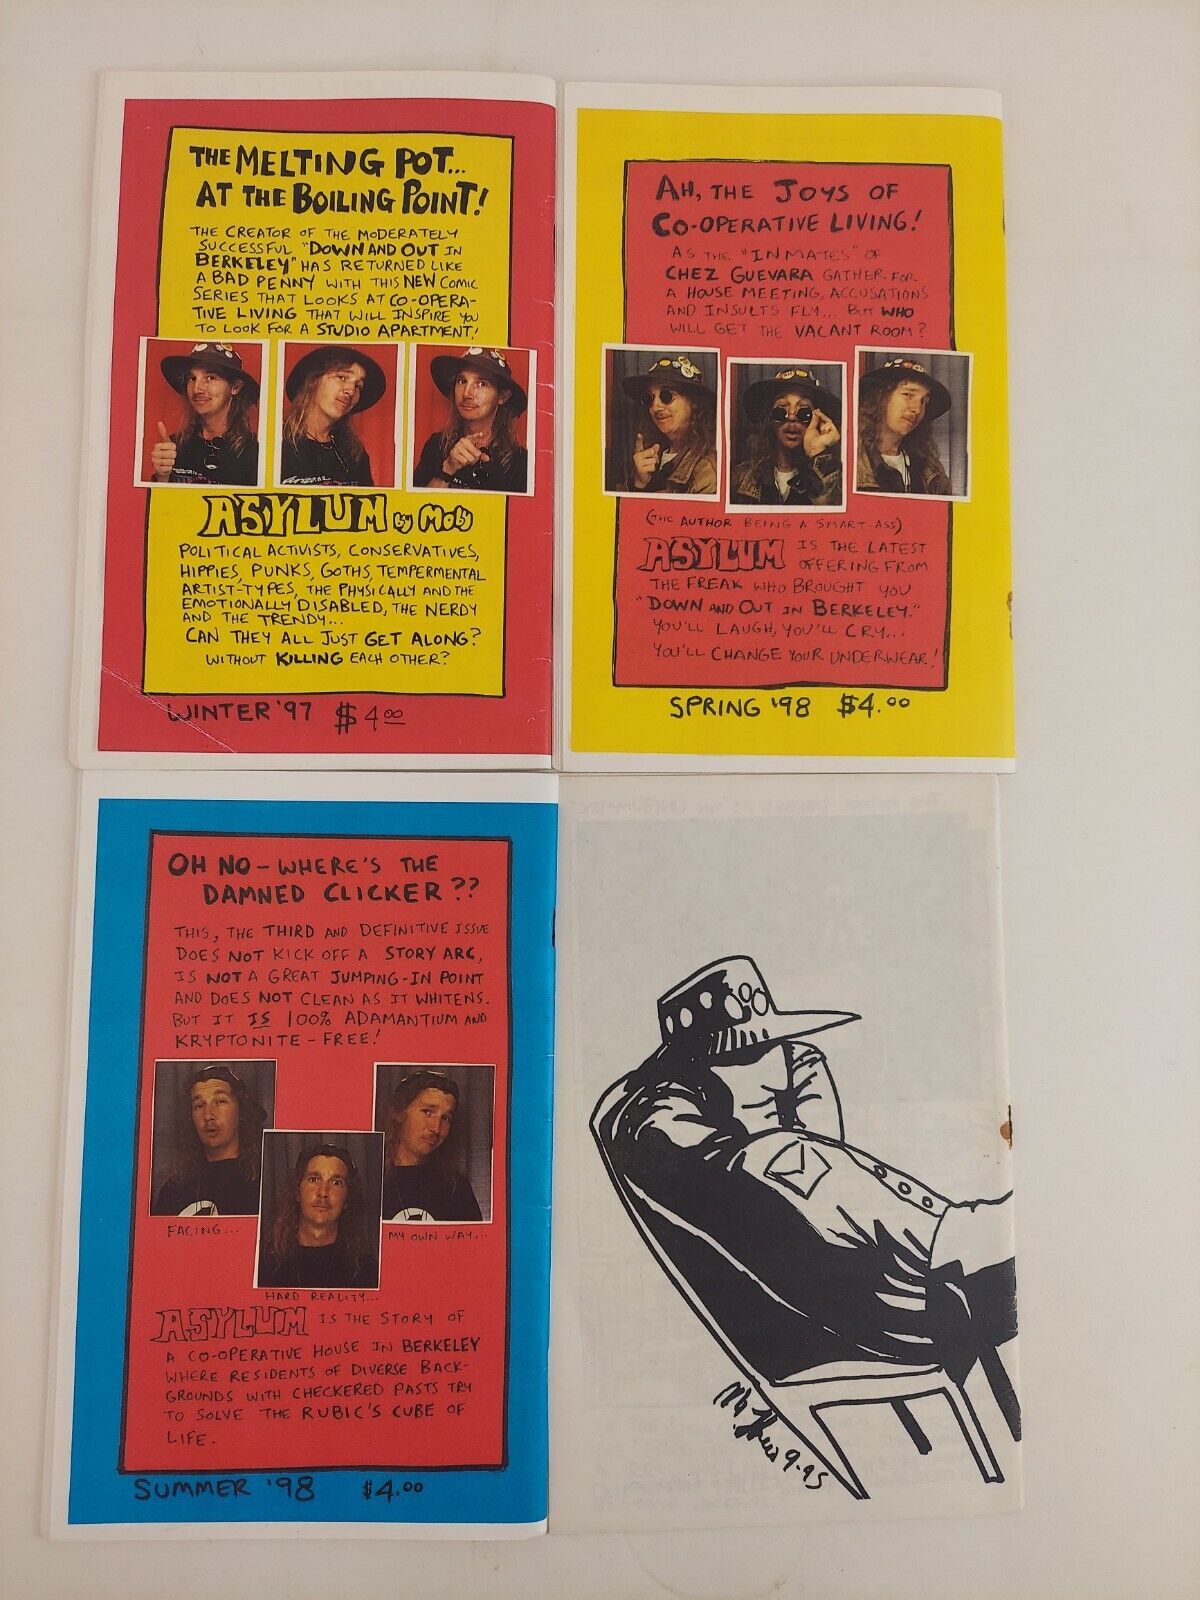 THE MELTING POT...
AT THE BOILING POINT!
THE CREATOR OF THE MODERATELY
SUCCESSFUL "DOWN AND OUT IN
BERKELEY" HAS RETURNED LIKE
A BAD PENNY WITH THIS NEW COMIC
SERIES THAT LOOKS AT CO-OPERA-
TIVE LIVING THAT WILL INSPIRE YOU
TO LOOK FOR A STUDIO APARTMENT!
ASYLUM by MOBY
POLITICAL ACTIVISTS, CONSERVATIVES,
HIPPIES, PUNKS, GOTHS, TEMPERMENTAL
ARTIST-TYPES, THE PHYSICALLY AND THE
EMOTIONALLY DISABLED, THE NERDY
AND THE TRENDY...
CAN THEY ALL JUST GET ALONG?
WITHOUT KILLING EACH OTHER?
WINTER '97 $4.00
AH, THE JOYS OF
CO-OPERATIVE LIVING!
AS THE "INMATES" OF
CHEZ GUEVARA GATHER FOR
A HOUSE MEETING, ACCUSATIONS
AND INSULTS FLY... BUT WHO
WILL GET THE VACANT ROOM?
(THE AUTHOR BEING A SMART-ASS)
ASYLUM IS THE LATEST
OFFERING FROM
THE FREAK WHO BROUGHT YOU
"DOWN AND OUT IN BERKELEY."
YOU'LL LAUGH, YOU'LL CRY...
YOU'LL CHANGE YOUR UNDERWEAR!
SPRING '98 $4.00
OH NO - WHERE'S THE
DAMNED CLICKER??
THIS, THE THIRD AND DEFINITIVE ISSUE
DOES NOT KICK OFF A STORY ARC,
IS NOT A GREAT JUMPING-IN POINT
AND DOES NOT CLEAN AS IT WHITENS.
BUT IT IS 100% ADAMANTIUM AND
KRYPTONITE-FREE!
FACING...
HARD REALITY...
MY OWN WAY...
ASYLUM IS THE STORY OF
A CO-OPERATIVE HOUSE IN BERKELEY
WHERE RESIDENTS OF DIVERSE BACK-
GROUNDS WITH CHECKERED PASTS TRY
TO SOLVE THE RUBIC'S CUBE OF
LIFE.
SUMMER '98 $4.00
9.95